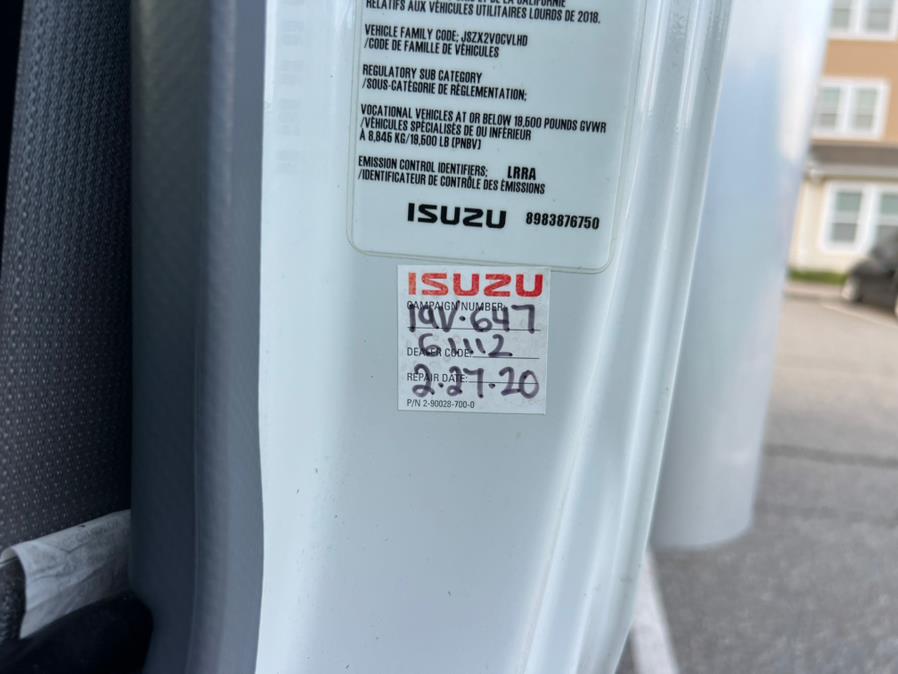 RELATIFS AUX VÉHICULES UTILITAIRES LOURDS DE 2018.
VEHICLE FAMILY CODE; JSZX2VOCVLHD
/CODE DE FAMILLE DE VÉHICULES
REGULATORY SUB CATEGORY
/SOUS-CATÉGORIE DE RÉGLEMENTATION;
VOCATIONAL VEHICLES AT OR BELOW 19,500 POUNDS GVWR
/VÉHICULES SPÉCIALISÉS DE OU INFÉRIEUR
À 8,845 KG/19,500 LB (PNBV)
EMISSION CONTROL IDENTIFIERS; LRRA
/IDENTIFICATEUR DE CONTRÔLE DES ÉMISSIONS
ISUZU 8983876750
ISUZU
CAMPAIGN NUMBER:
19V-647
DEALER CODE: G1112
REPAIR DATE: 2.27.20
P/N 2-90028-700-0